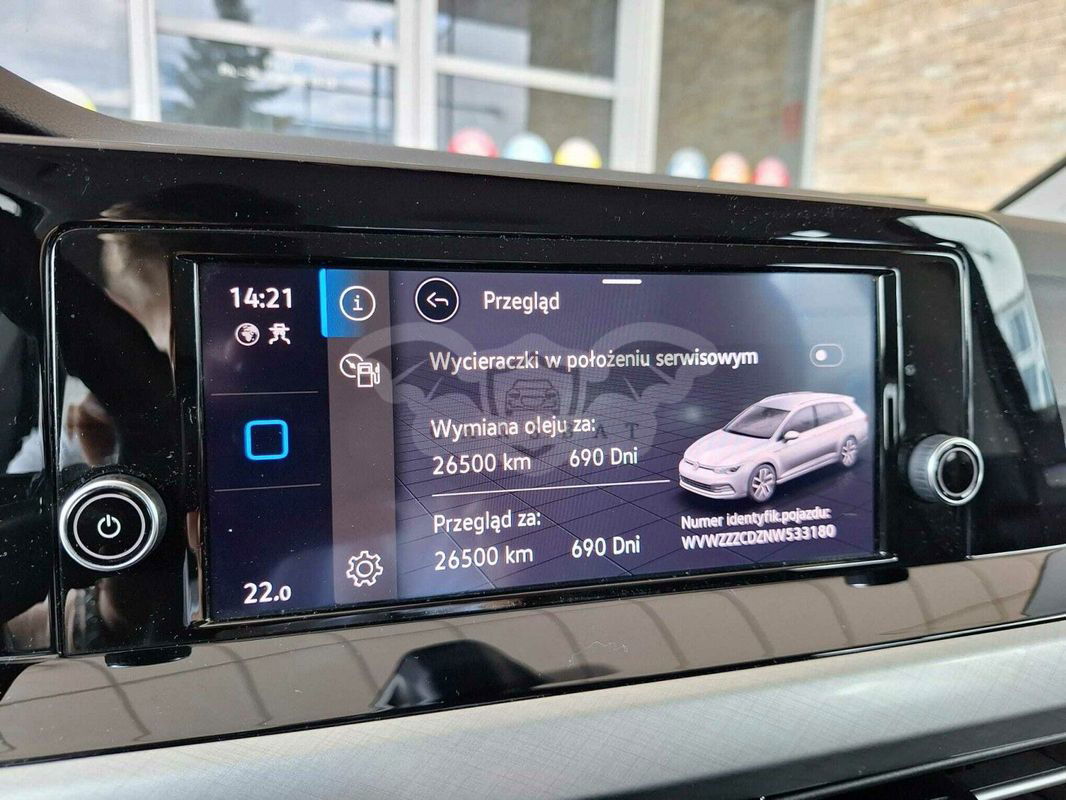 14:21
22.0
i
Przegląd
Wycieraczki w położeniu serwisowym
Wymiana oleju za:
26500 km 690 Dni
Przegląd za:
26500 km 690 Dni
Numer identyfik.pojazdu:
WVWZZZCDZNW533180